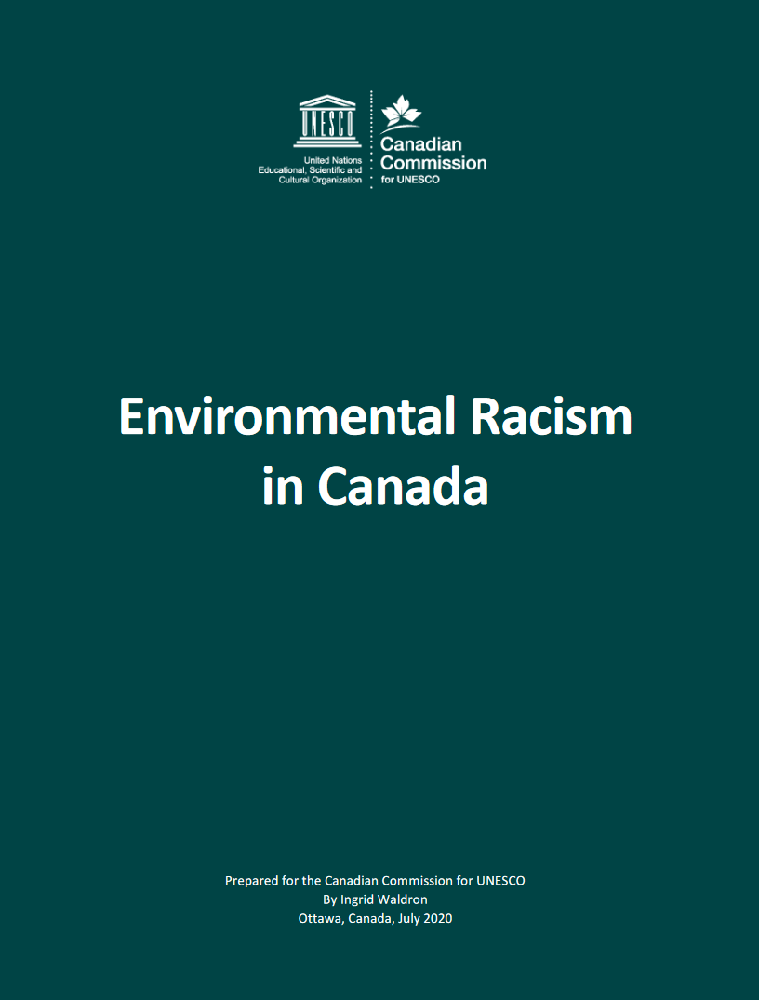 UNESCO
United Nations
Educational, Scientific and
Cultural Organization
Canadian
Commission
for UNESCO
Environmental Racism
in Canada
Prepared for the Canadian Commission for UNESCO
By Ingrid Waldron
Ottawa, Canada, July 2020